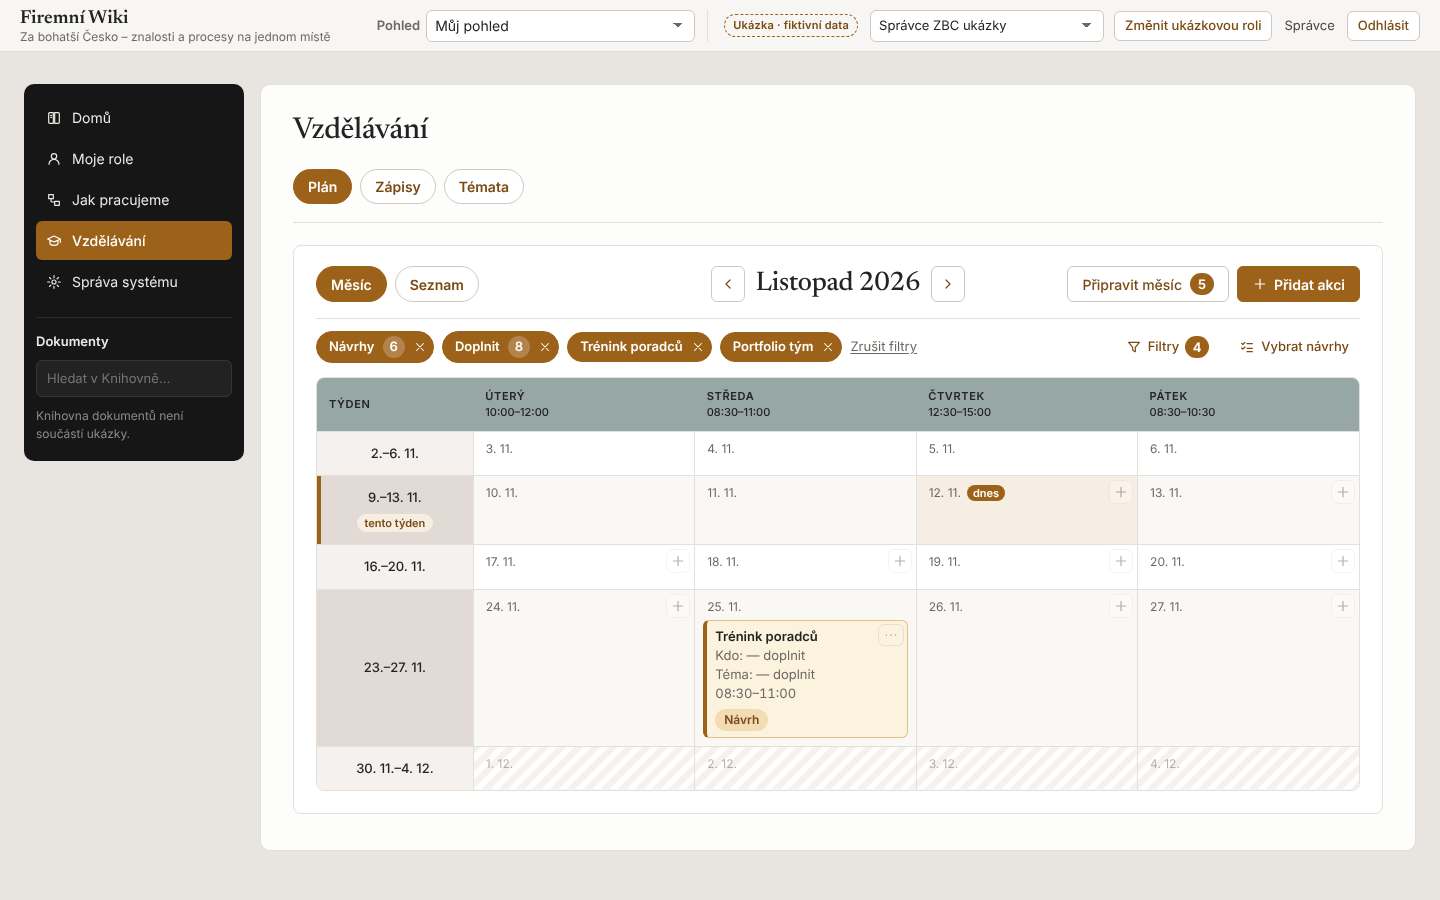 Firemní Wiki
Za bohatší Česko – znalosti a procesy na jednom místě
Pohled
Můj pohled
Ukázka · fiktivní data
Správce ZBC ukázky
Změnit ukázkovou roli
Správce
Odhlásit
Domů
Moje role
Jak pracujeme
Vzdělávání
Správa systému
Dokumenty
Hledat v Knihovně...
Knihovna dokumentů není
součástí ukázky.
Vzdělávání
Plán
Zápisy
Témata
Měsíc
Seznam
Listopad 2026
Připravit měsíc 5
+ Přidat akci
Návrhy 6 ×
Doplnit 8 ×
Trénink poradců ×
Portfolio tým ×
Zrušit filtry
Filtry 4
Vybrat návrhy
TÝDEN
ÚTERÝ
10:00–12:00
STŘEDA
08:30–11:00
ČTVRTEK
12:30–15:00
PÁTEK
08:30–10:30
2.–6. 11.
3. 11.
4. 11.
5. 11.
6. 11.
9.–13. 11.
tento týden
10. 11.
11. 11.
12. 11. dnes
13. 11.
16.–20. 11.
17. 11.
18. 11.
19. 11.
20. 11.
23.–27. 11.
24. 11.
25. 11.
Trénink poradců
Kdo: — doplnit
Téma: — doplnit
08:30–11:00
Návrh
26. 11.
27. 11.
30. 11.–4. 12.
1. 12.
2. 12.
3. 12.
4. 12.